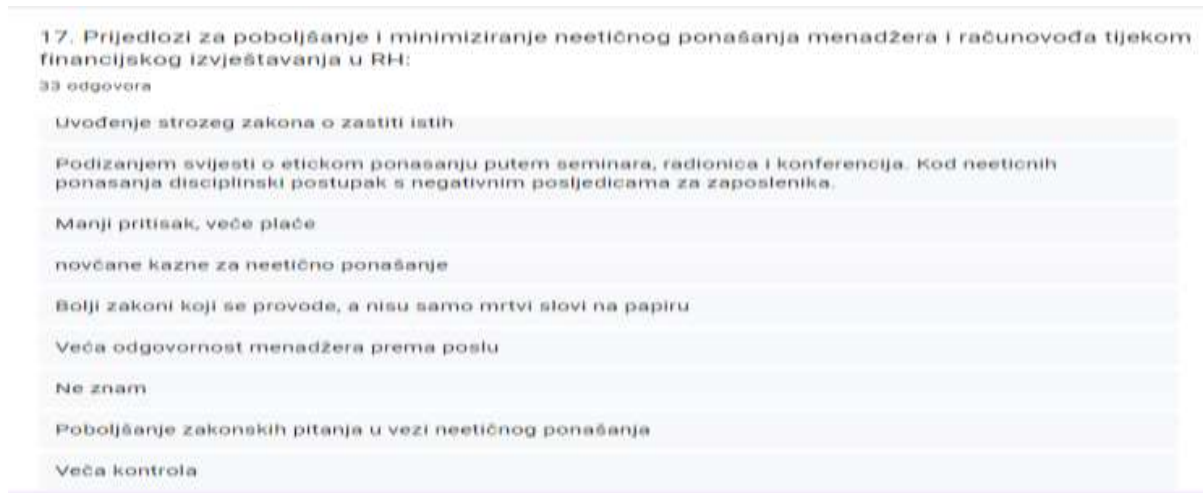 17. Prijedlozi za poboljšanje i minimiziranje neetičnog ponašanja menadžera i računovođa tijekom
financijskog izvještavanja u RH:
33 odgovora
Uvođenje strozeg zakona o zastiti istih
Podizanjem svijesti o etickom ponasanju putem seminara, radionica i konferencija. Kod neeticnih
ponasanja disciplinski postupak s negativnim posljedicama za zaposlenika.
Manji pritisak, veće plaće
novčane kazne za neetično ponašanje
Bolji zakoni koji se provode, a nisu samo mrtvi slovi na papiru
Veća odgovornost menadžera prema poslu
Ne znam
Poboljšanje zakonskih pitanja u vezi neetičnog ponašanja
Veča kontrola